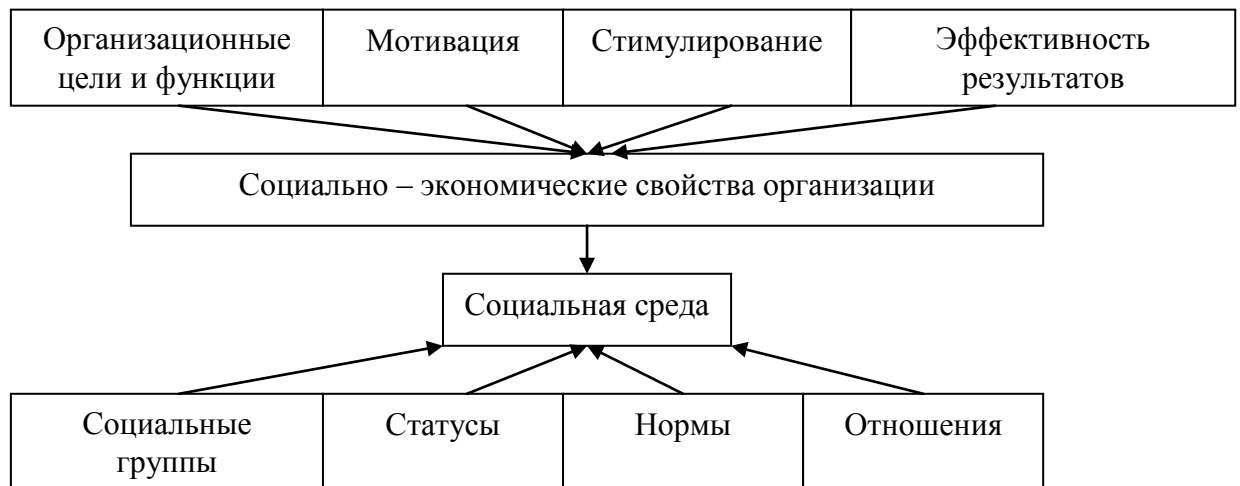 Организационные цели и функции
Мотивация
Стимулирование
Эффективность результатов
Социально – экономические свойства организации
Социальная среда
Социальные группы
Статусы
Нормы
Отношения